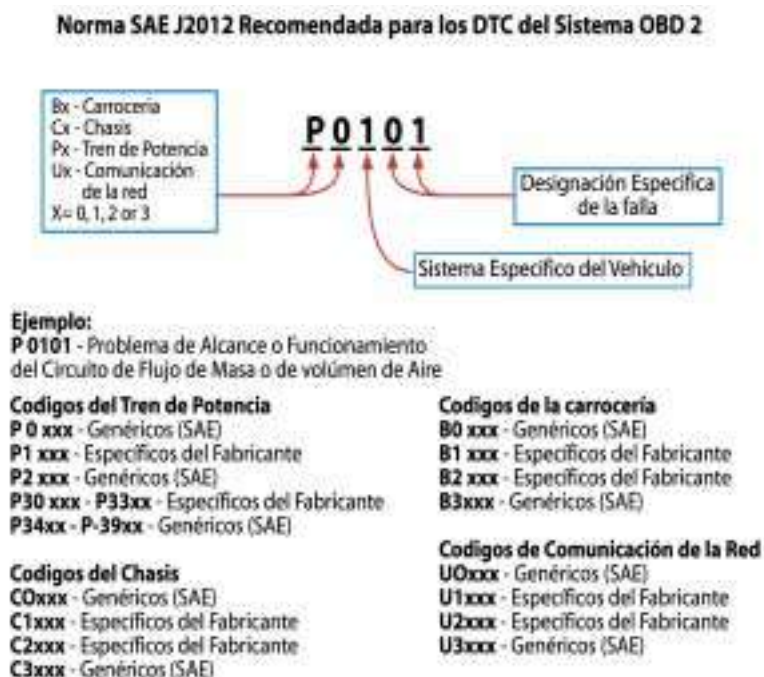 Norma SAE J2012 Recomendada para los DTC del Sistema OBD 2
Bx - Carroceria
Cx - Chasis
Px - Tren de Potencia
Ux - Comunicación
de la red
X= 0, 1, 2 or 3
P0101
Designación Especifica
de la falla
Sistema Específico del Vehiculo
Ejemplo:
P 0101 - Problema de Alcance o Funcionamiento
del Circuito de Flujo de Masa o de volúmen de Aire
Codigos del Tren de Potencia
P 0 xxx - Genéricos (SAE)
P1 xxx - Específicos del Fabricante
P2 xxx - Genéricos (SAE)
P30 xxx - P33xx - Específicos del Fabricante
P34xx - P-39xx - Genéricos (SAE)
Codigos del Chasis
COxxx - Genéricos (SAE)
C1xxx - Específicos del Fabricante
C2xxx - Específicos del Fabricante
C3xxx - Genéricos (SAE)
Codigos de la carrocería
B0 xxx - Genéricos (SAE)
B1 xxx - Específicos del Fabricante
B2 xxx - Específicos del Fabricante
B3xxx - Genéricos (SAE)
Codigos de Comunicación de la Red
UOxxx - Genéricos (SAE)
U1xxx - Específicos del Fabricante
U2xxx - Específicos del Fabricante
U3xxx - Genéricos (SAE)